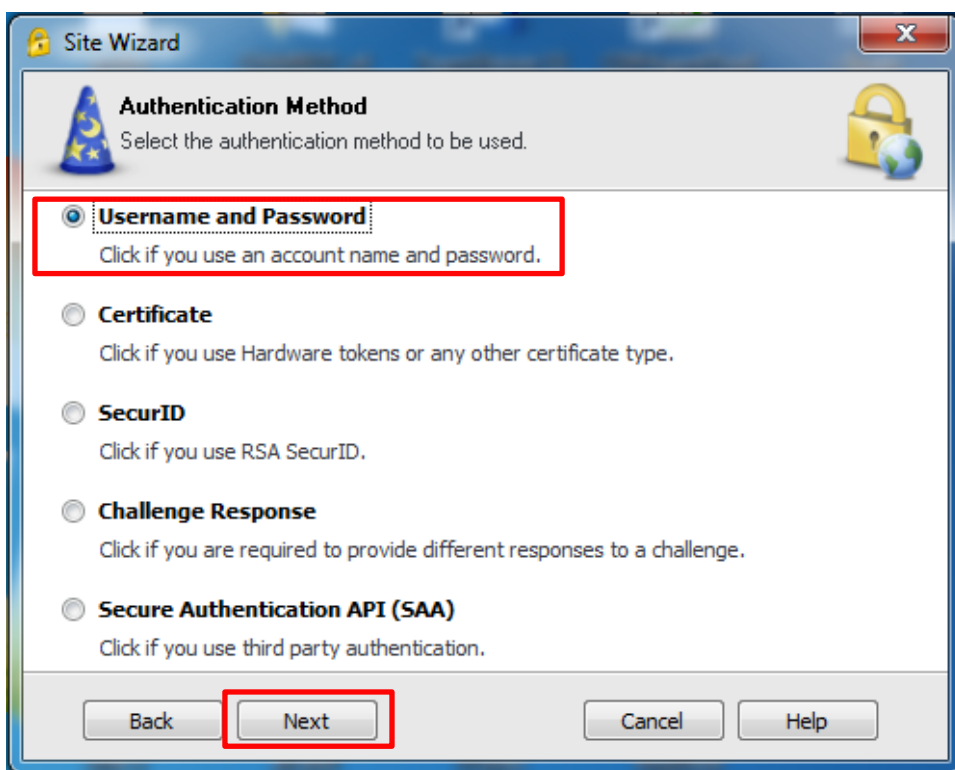 Site Wizard
Authentication Method
Select the authentication method to be used.
Username and Password
Click if you use an account name and password.
Certificate
Click if you use Hardware tokens or any other certificate type.
SecurID
Click if you use RSA SecurID.
Challenge Response
Click if you are required to provide different responses to a challenge.
Secure Authentication API (SAA)
Click if you use third party authentication.
Back Next Cancel Help